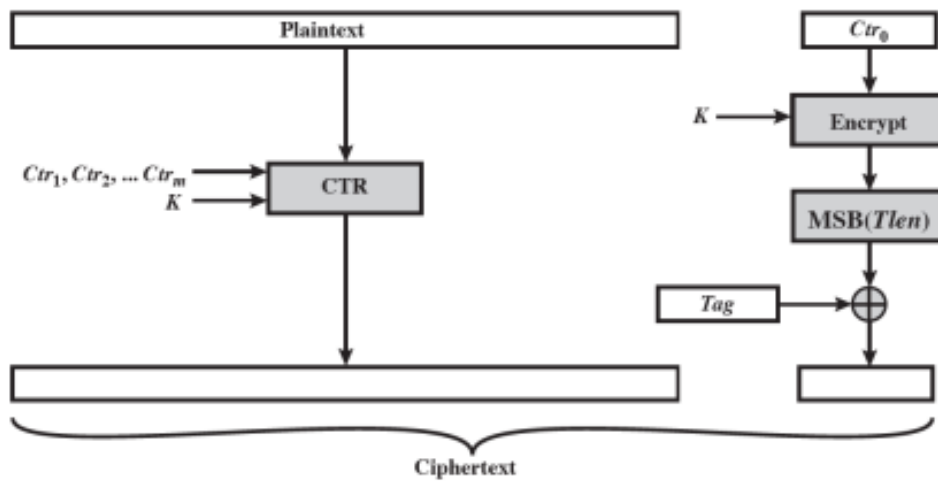 Plaintext
Ctr₀
K
Encrypt
Ctr₁, Ctr₂, ... Ctrₘ
CTR
K
MSB(Tlen)
Tag
Ciphertext